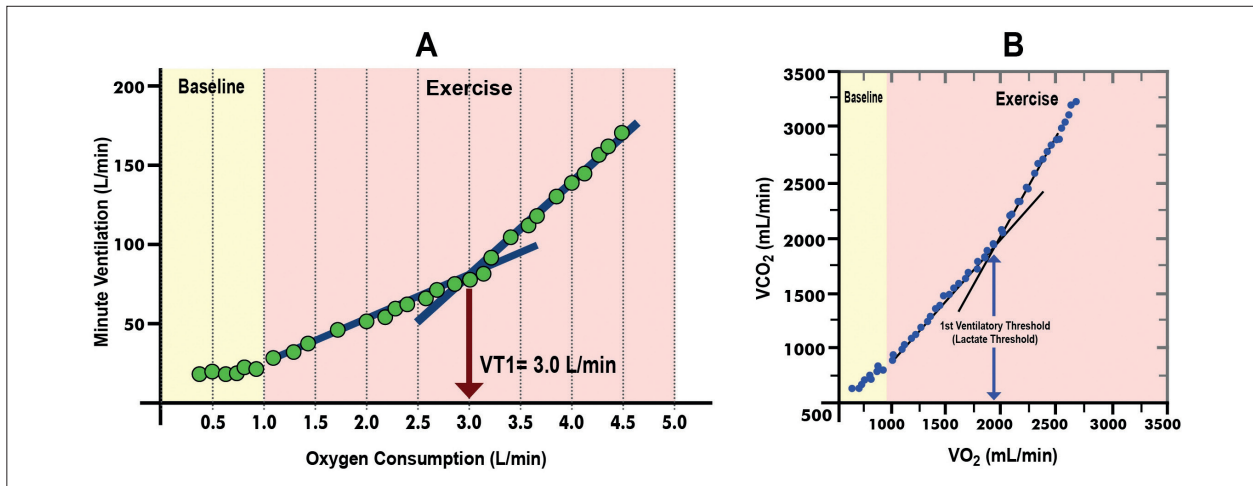 A
Baseline
Exercise
200
150
100
50
0.5 1.0 1.5 2.0 2.5 3.0 3.5 4.0 4.5 5.0
Minute Ventilation (L/min)
VT1= 3.0 L/min
Oxygen Consumption (L/min)
B
Baseline
Exercise
3500
3000
2500
2000
1500
1000
500
1000 1500 2000 2500 3000 3500
VCO₂ (mL/min)
1st Ventilatory Threshold
(Lactate Threshold)
VO₂ (mL/min)